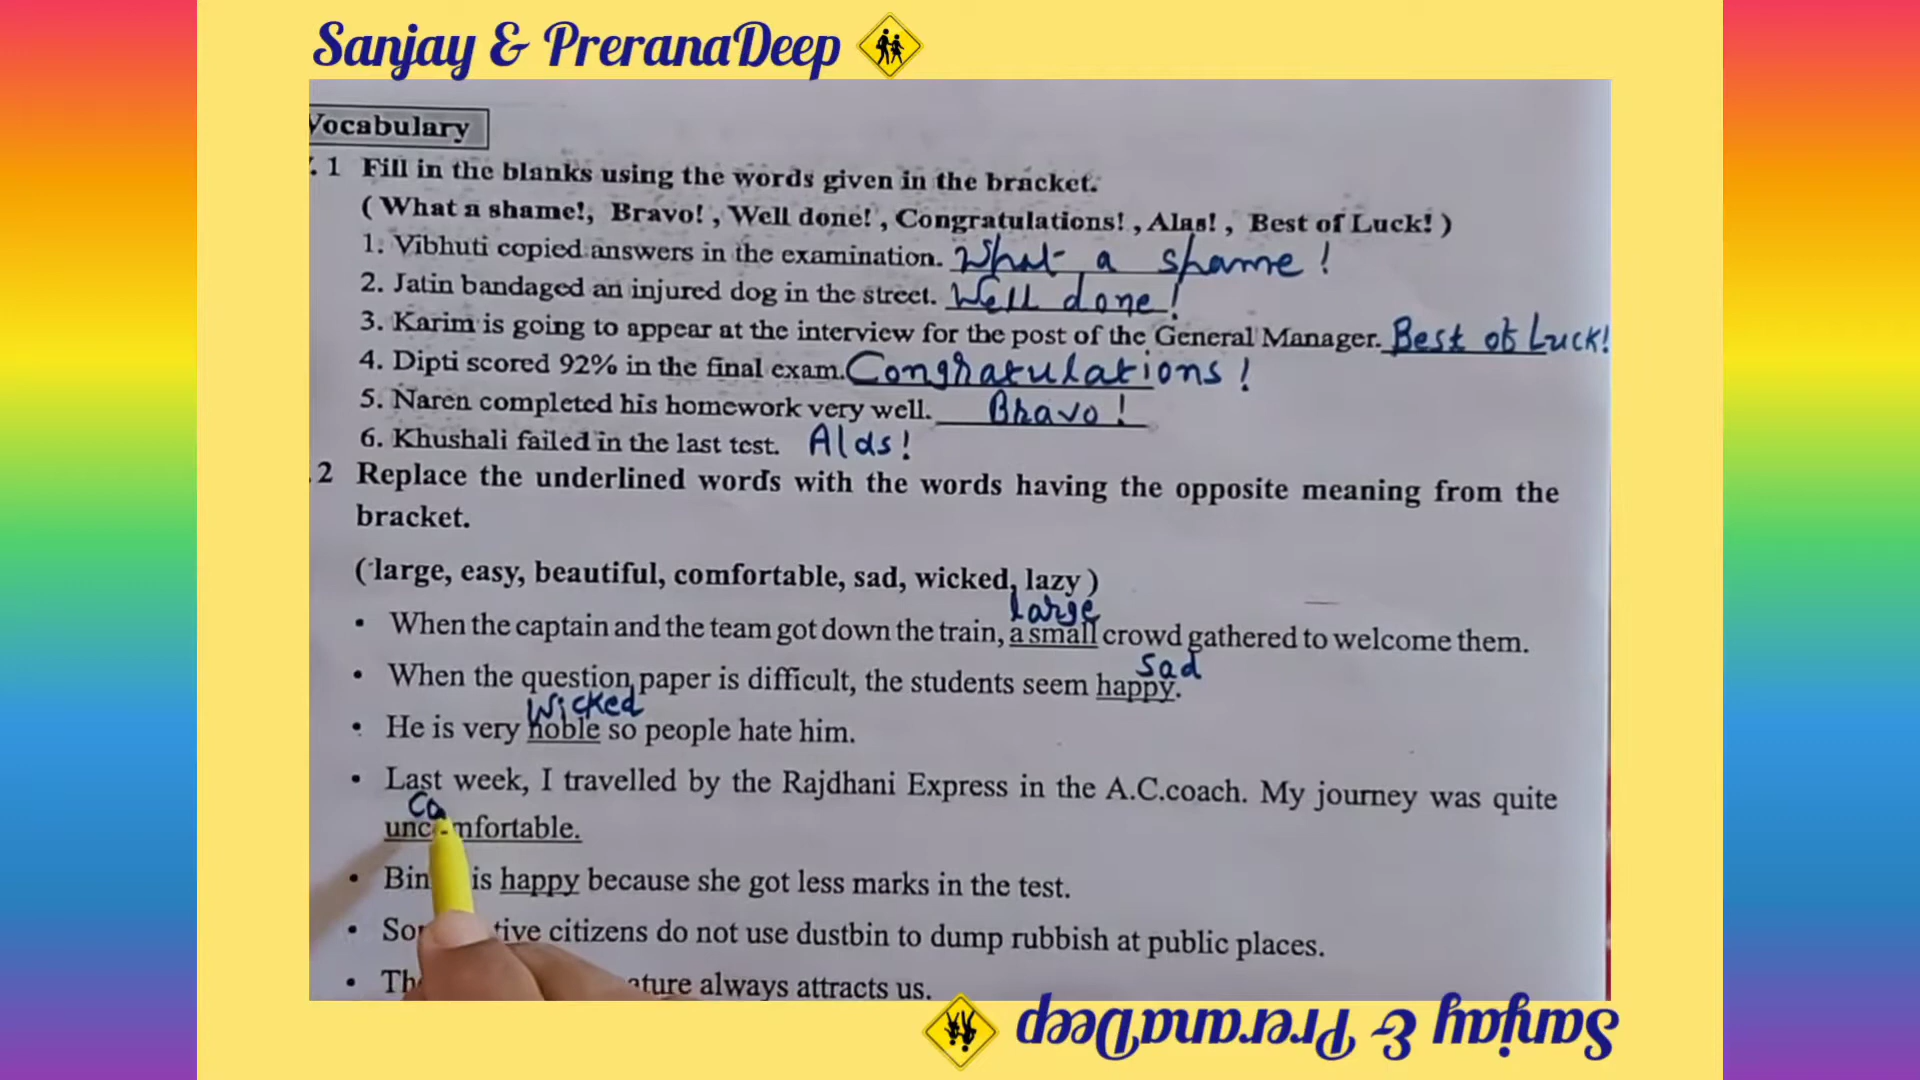 Sanjay & PreranaDeep
Vocabulary
. 1 Fill in the blanks using the words given in the bracket.
( What a shame!, Bravo! , Well done! , Congratulations! , Alas! , Best of Luck! )
1. Vibhuti copied answers in the examination. What a shame !
2. Jatin bandaged an injured dog in the street. Well done !
3. Karim is going to appear at the interview for the post of the General Manager. Best of Luck!
4. Dipti scored 92% in the final exam. Congratulations !
5. Naren completed his homework very well. Bravo !
6. Khushali failed in the last test. Alas!
. 2 Replace the underlined words with the words having the opposite meaning from the
bracket.
( large, easy, beautiful, comfortable, sad, wicked, lazy )
large
• When the captain and the team got down the train, a small crowd gathered to welcome them.
sad
• When the question paper is difficult, the students seem happy.
Wicked
• He is very noble so people hate him.
• Last week, I travelled by the Rajdhani Express in the A.C.coach. My journey was quite
Co
uncomfortable.
• Bin is happy because she got less marks in the test.
• So tive citizens do not use dustbin to dump rubbish at public places.
• Th ature always attracts us.
Sanjay & PreranaDeep